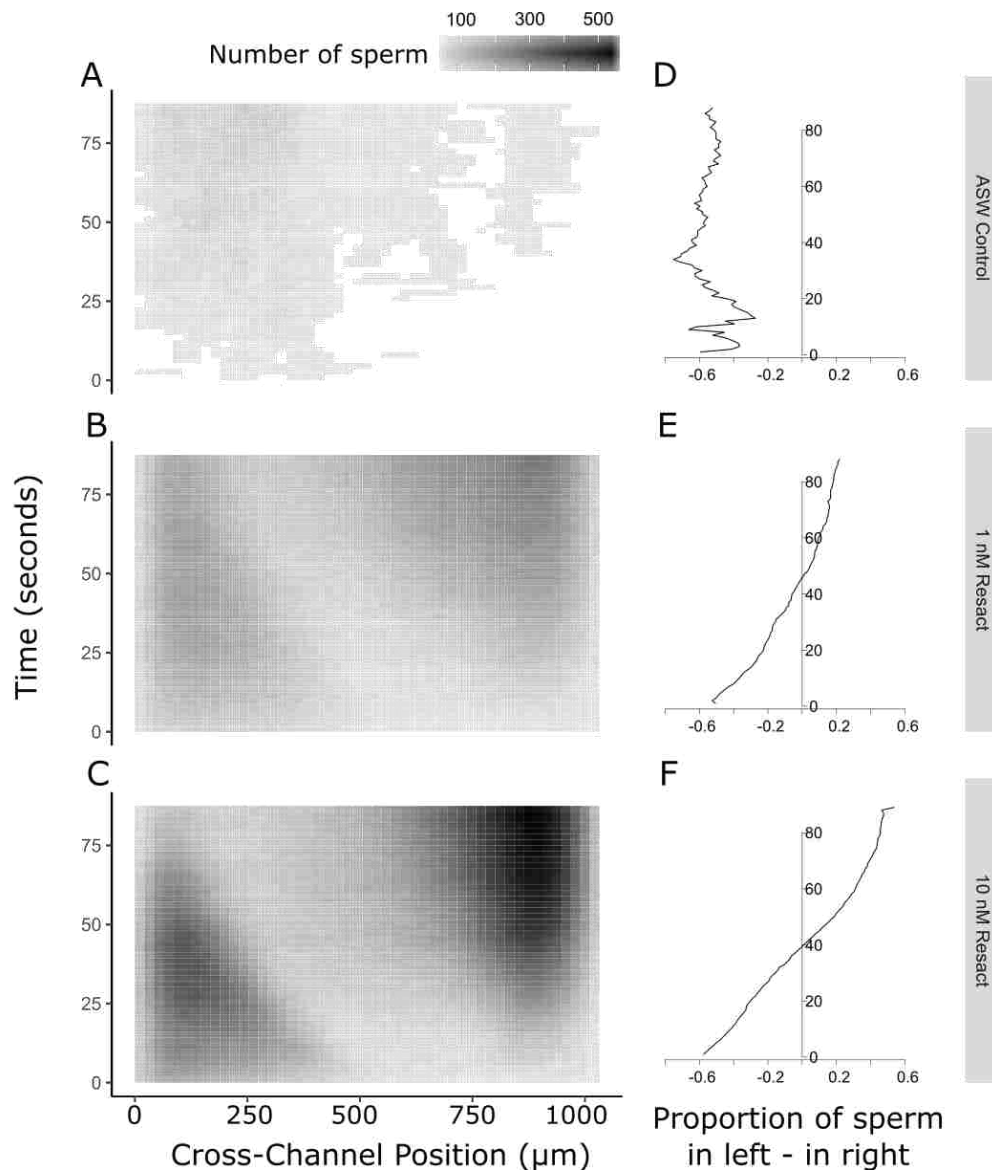 100 300 500
Number of sperm
A
75
50
25
0
D
80
60
40
20
0
-0.6 -0.2 0.2 0.6
ASW Control
B
75
50
25
0
E
80
60
40
20
0
-0.6 -0.2 0.2 0.6
1 nM Resact
Time (seconds)
C
75
50
25
0
0 250 500 750 1000
Cross-Channel Position (µm)
F
80
60
40
20
0
-0.6 -0.2 0.2 0.6
10 nM Resact
Proportion of sperm
in left - in right